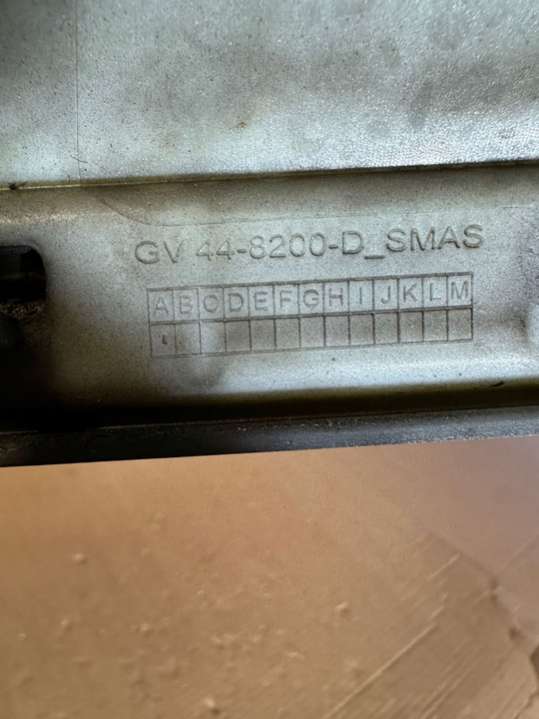 GV 44-8200-D_SMAS
A B C D E F G H I J K L M